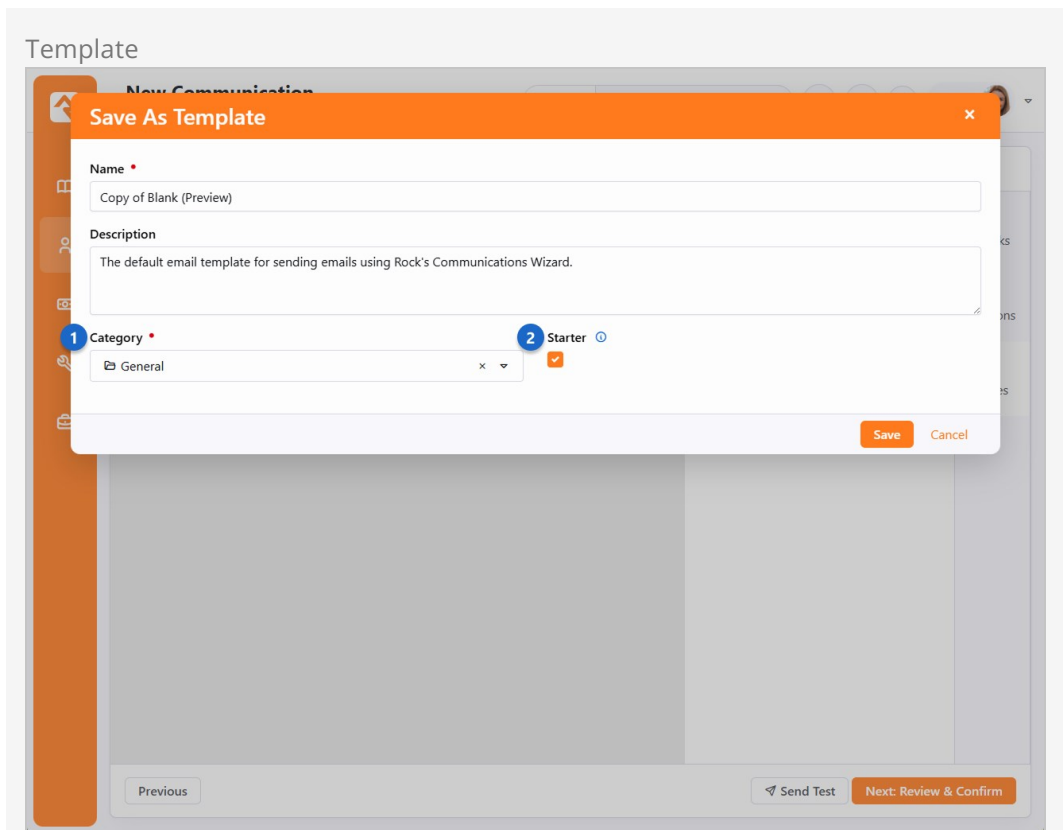 Template
New Communication
Save As Template
×
Name •
Copy of Blank (Preview)
Description
The default email template for sending emails using Rock's Communications Wizard.
1 Category •
2 Starter
General
Save
Cancel
Previous
Send Test
Next: Review & Confirm